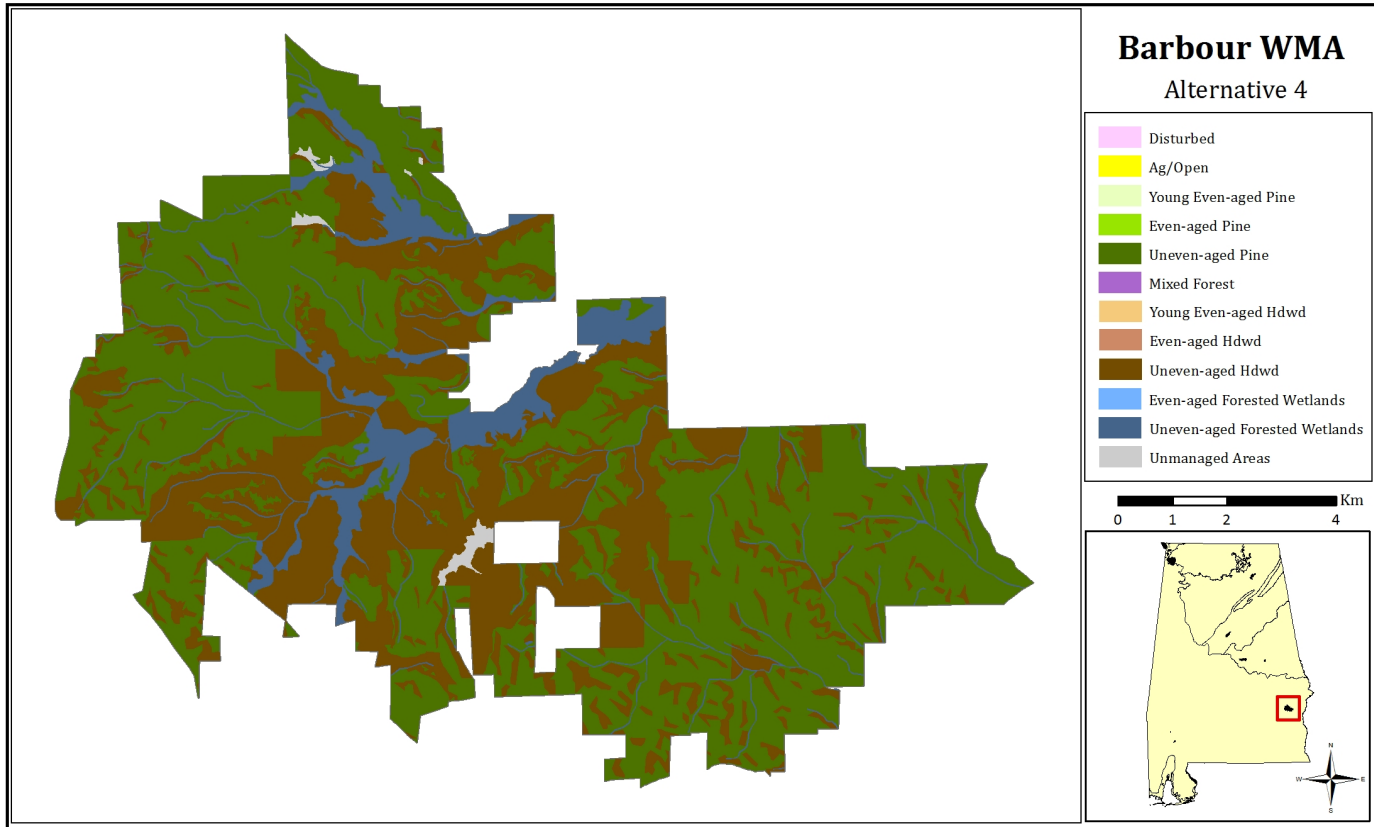 Barbour WMA
Alternative 4
Disturbed
Ag/Open
Young Even-aged Pine
Even-aged Pine
Uneven-aged Pine
Mixed Forest
Young Even-aged Hdwd
Even-aged Hdwd
Uneven-aged Hdwd
Even-aged Forested Wetlands
Uneven-aged Forested Wetlands
Unmanaged Areas
Km
0 1 2 4
N
W E
S